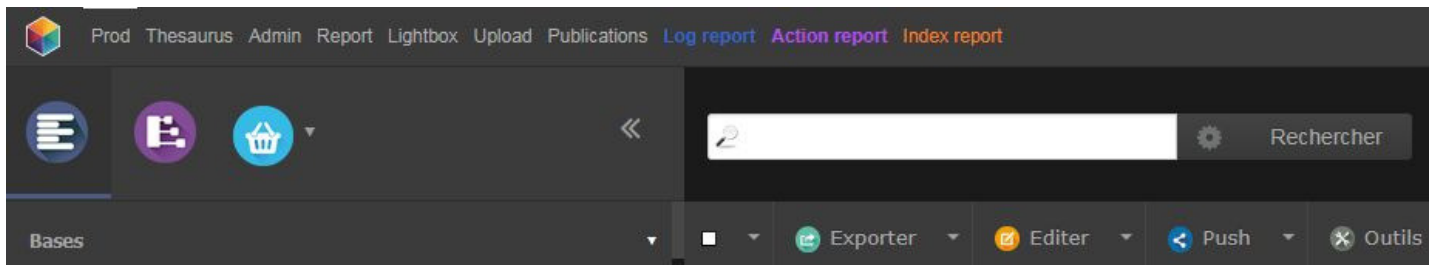 Prod Thesaurus Admin Report Lightbox Upload Publications Log report Action report Index report
Rechercher
Bases
Exporter Editer Push Outils